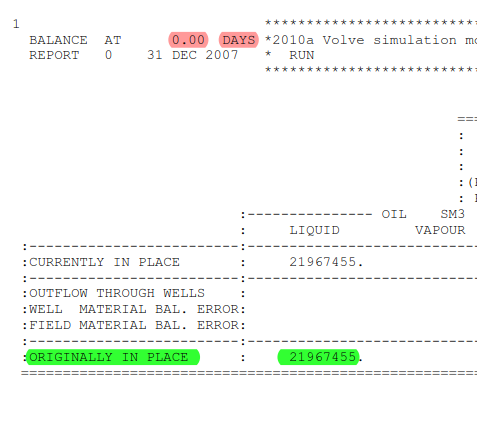 1                              **************************
  BALANCE  AT      0.00  DAYS *2010a Volve simulation mo
  REPORT   0    31 DEC 2007   *  RUN
                              **************************
==
:
:
:
:(
:
:--------------- OIL    SM3
:     LIQUID         VAPOUR
:-------------------------:---------------------------
:CURRENTLY IN PLACE       :     21967455.
:-------------------------:---------------------------
:OUTFLOW THROUGH WELLS    :
:WELL  MATERIAL BAL. ERROR:
:FIELD MATERIAL BAL. ERROR:
:-------------------------:---------------------------
:ORIGINALLY IN PLACE      :     21967455.
======================================================